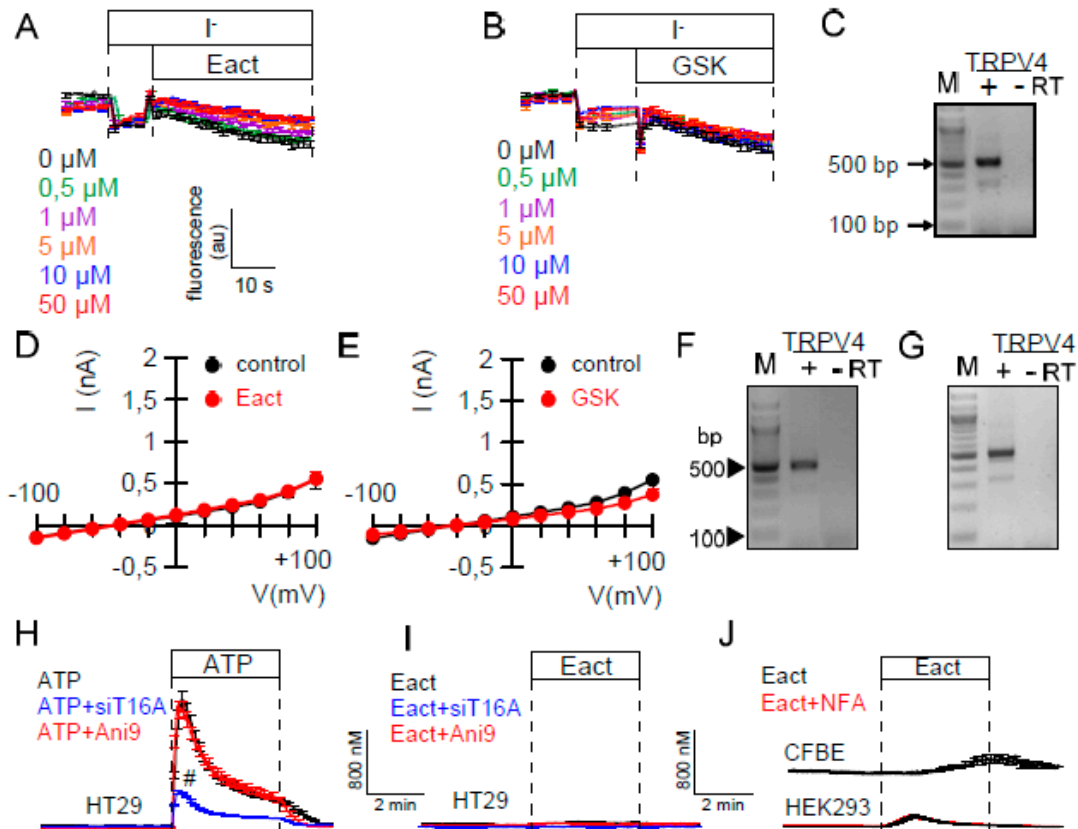 A
I-
Eact
0 µM
0,5 µM
1 µM
5 µM
10 µM
50 µM
fluorescence
(au)
10 s
B
I-
GSK
0 µM
0,5 µM
1 µM
5 µM
10 µM
50 µM
C
TRPV4
M + - RT
500 bp
100 bp
D
I (nA)
2
1,5
1
0,5
-0,5
-100
+100
V(mV)
control
Eact
E
I (nA)
2
1,5
1
0,5
-0,5
-100
+100
V(mV)
control
GSK
F
TRPV4
M + - RT
bp
500
100
G
TRPV4
M + - RT
H
ATP
ATP
ATP+siT16A
ATP+Ani9
#
HT29
800 nM
2 min
I
Eact
Eact
Eact+siT16A
Eact+Ani9
HT29
800 nM
2 min
J
Eact
Eact
Eact+NFA
CFBE
HEK293